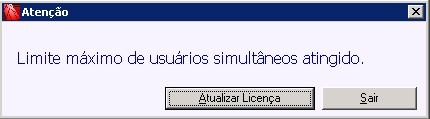 Atenção
Limite máximo de usuários simultâneos atingido.
Atualizar Licença
Sair